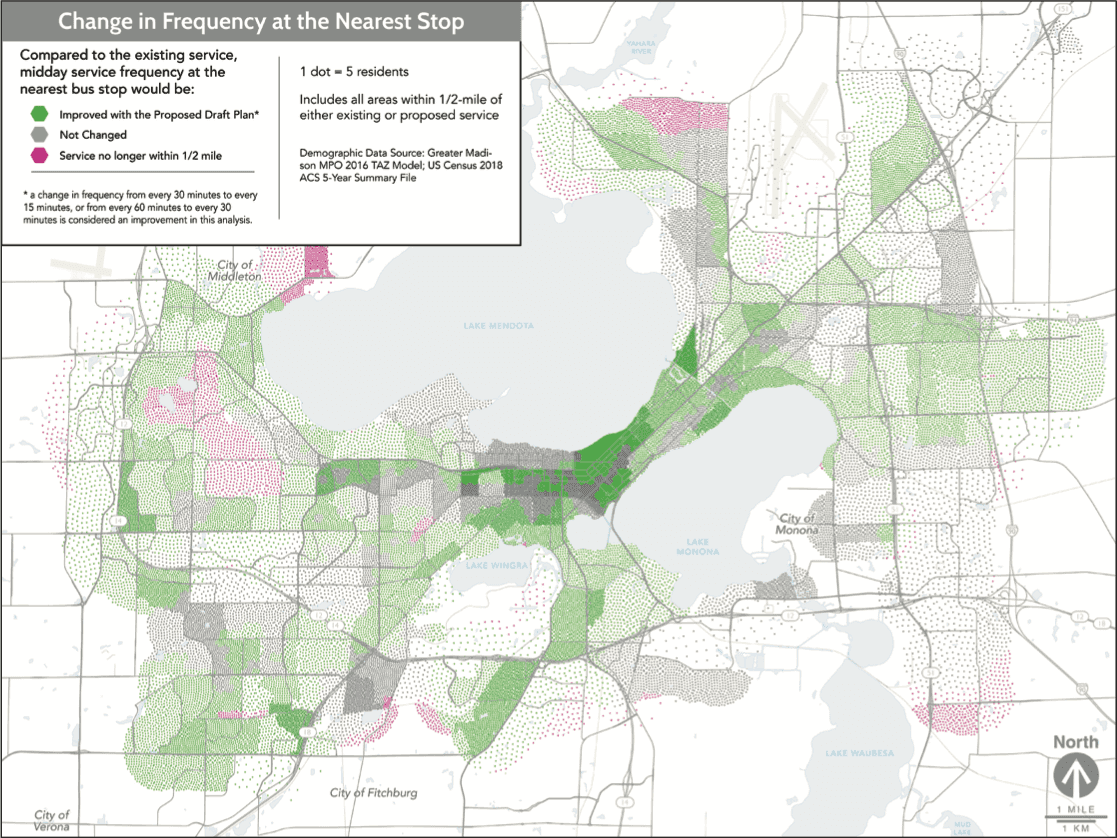 Change in Frequency at the Nearest Stop
Compared to the existing service,
midday service frequency at the
nearest bus stop would be:
Improved with the Proposed Draft Plan*
Not Changed
Service no longer within 1/2 mile
* a change in frequency from every 30 minutes to every
15 minutes, or from every 60 minutes to every 30
minutes is considered an improvement in this analysis.
1 dot = 5 residents
Includes all areas within 1/2-mile of
either existing or proposed service
Demographic Data Source: Greater Madi-
son MPO 2016 TAZ Model; US Census 2018
ACS 5-Year Summary File
YAHARA
RIVER
City of
Middleton
LAKE MENDOTA
City of
Monona
LAKE
MONONA
LAKE WINGRA
LAKE WAUBESA
City of Fitchburg
City of
Verona
MUD
LAKE
North
1 MILE
1 KM